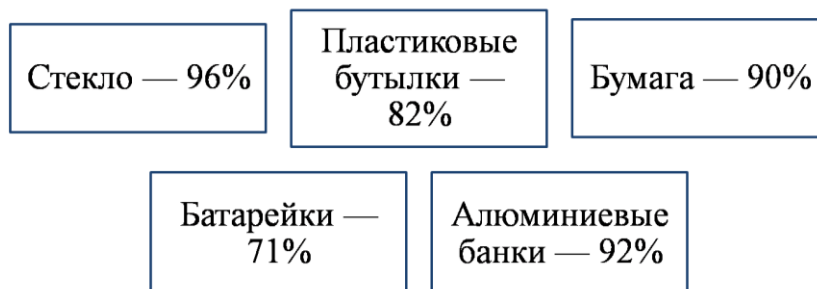 Стекло — 96%
Пластиковые
бутылки —
82%
Бумага — 90%
Батарейки —
71%
Алюминиевые
банки — 92%